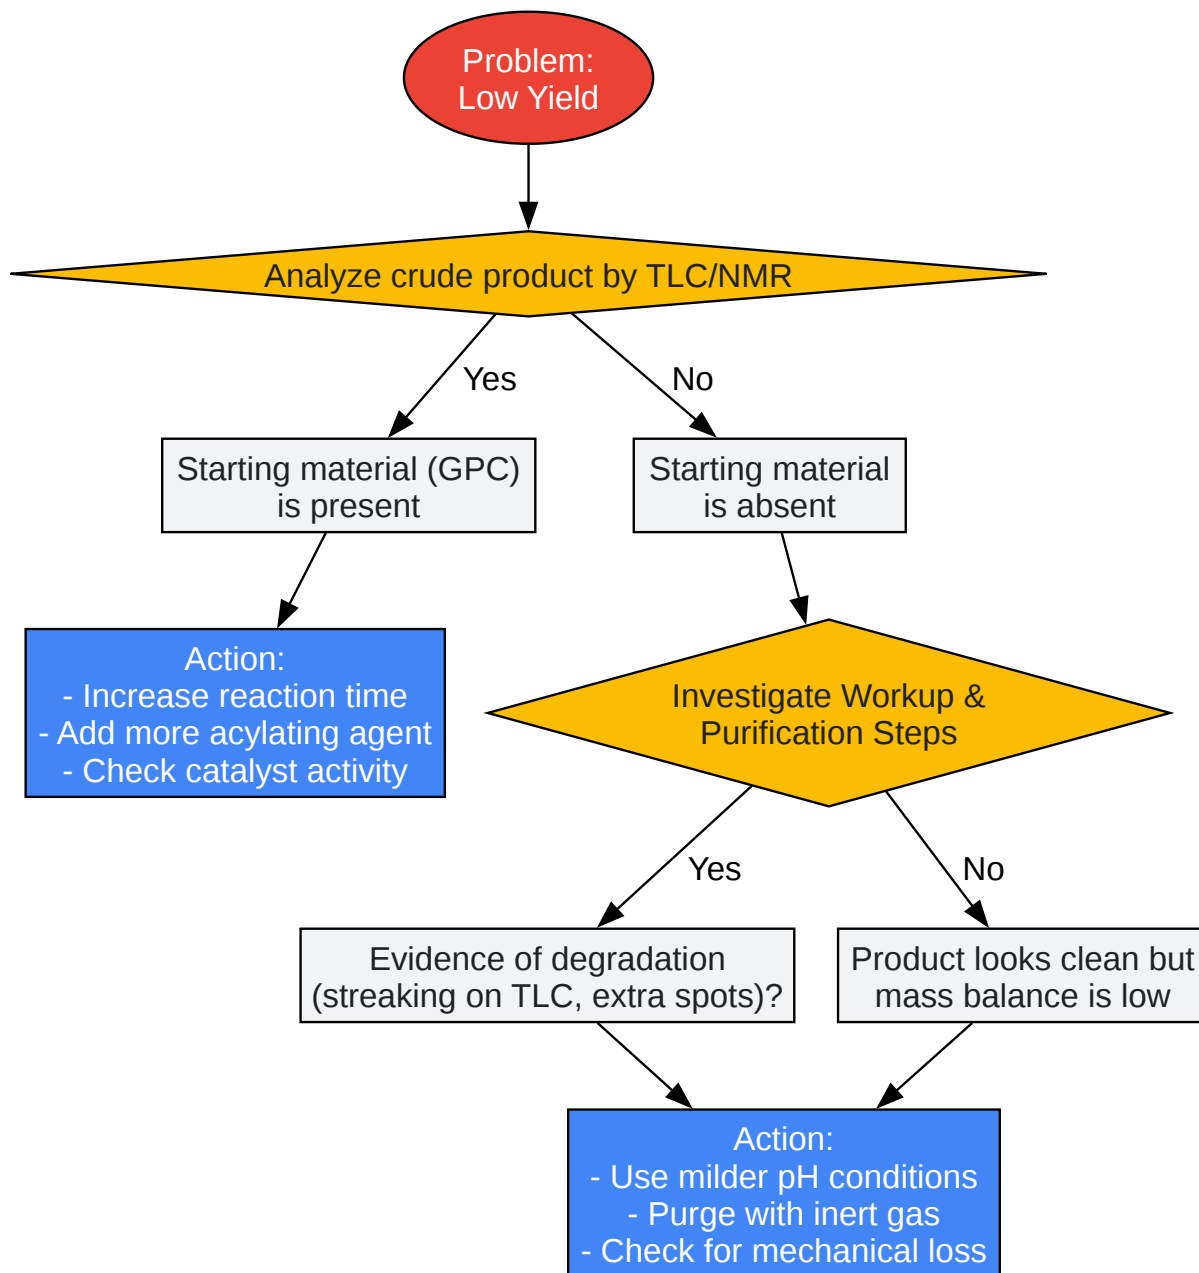 Problem:
Low Yield
Analyze crude product by TLC/NMR
Yes
No
Starting material (GPC)
is present
Starting material
is absent
Action:
- Increase reaction time
- Add more acylating agent
- Check catalyst activity
Investigate Workup &
Purification Steps
Yes
No
Evidence of degradation
(streaking on TLC, extra spots)?
Product looks clean but
mass balance is low
Action:
- Use milder pH conditions
- Purge with inert gas
- Check for mechanical loss